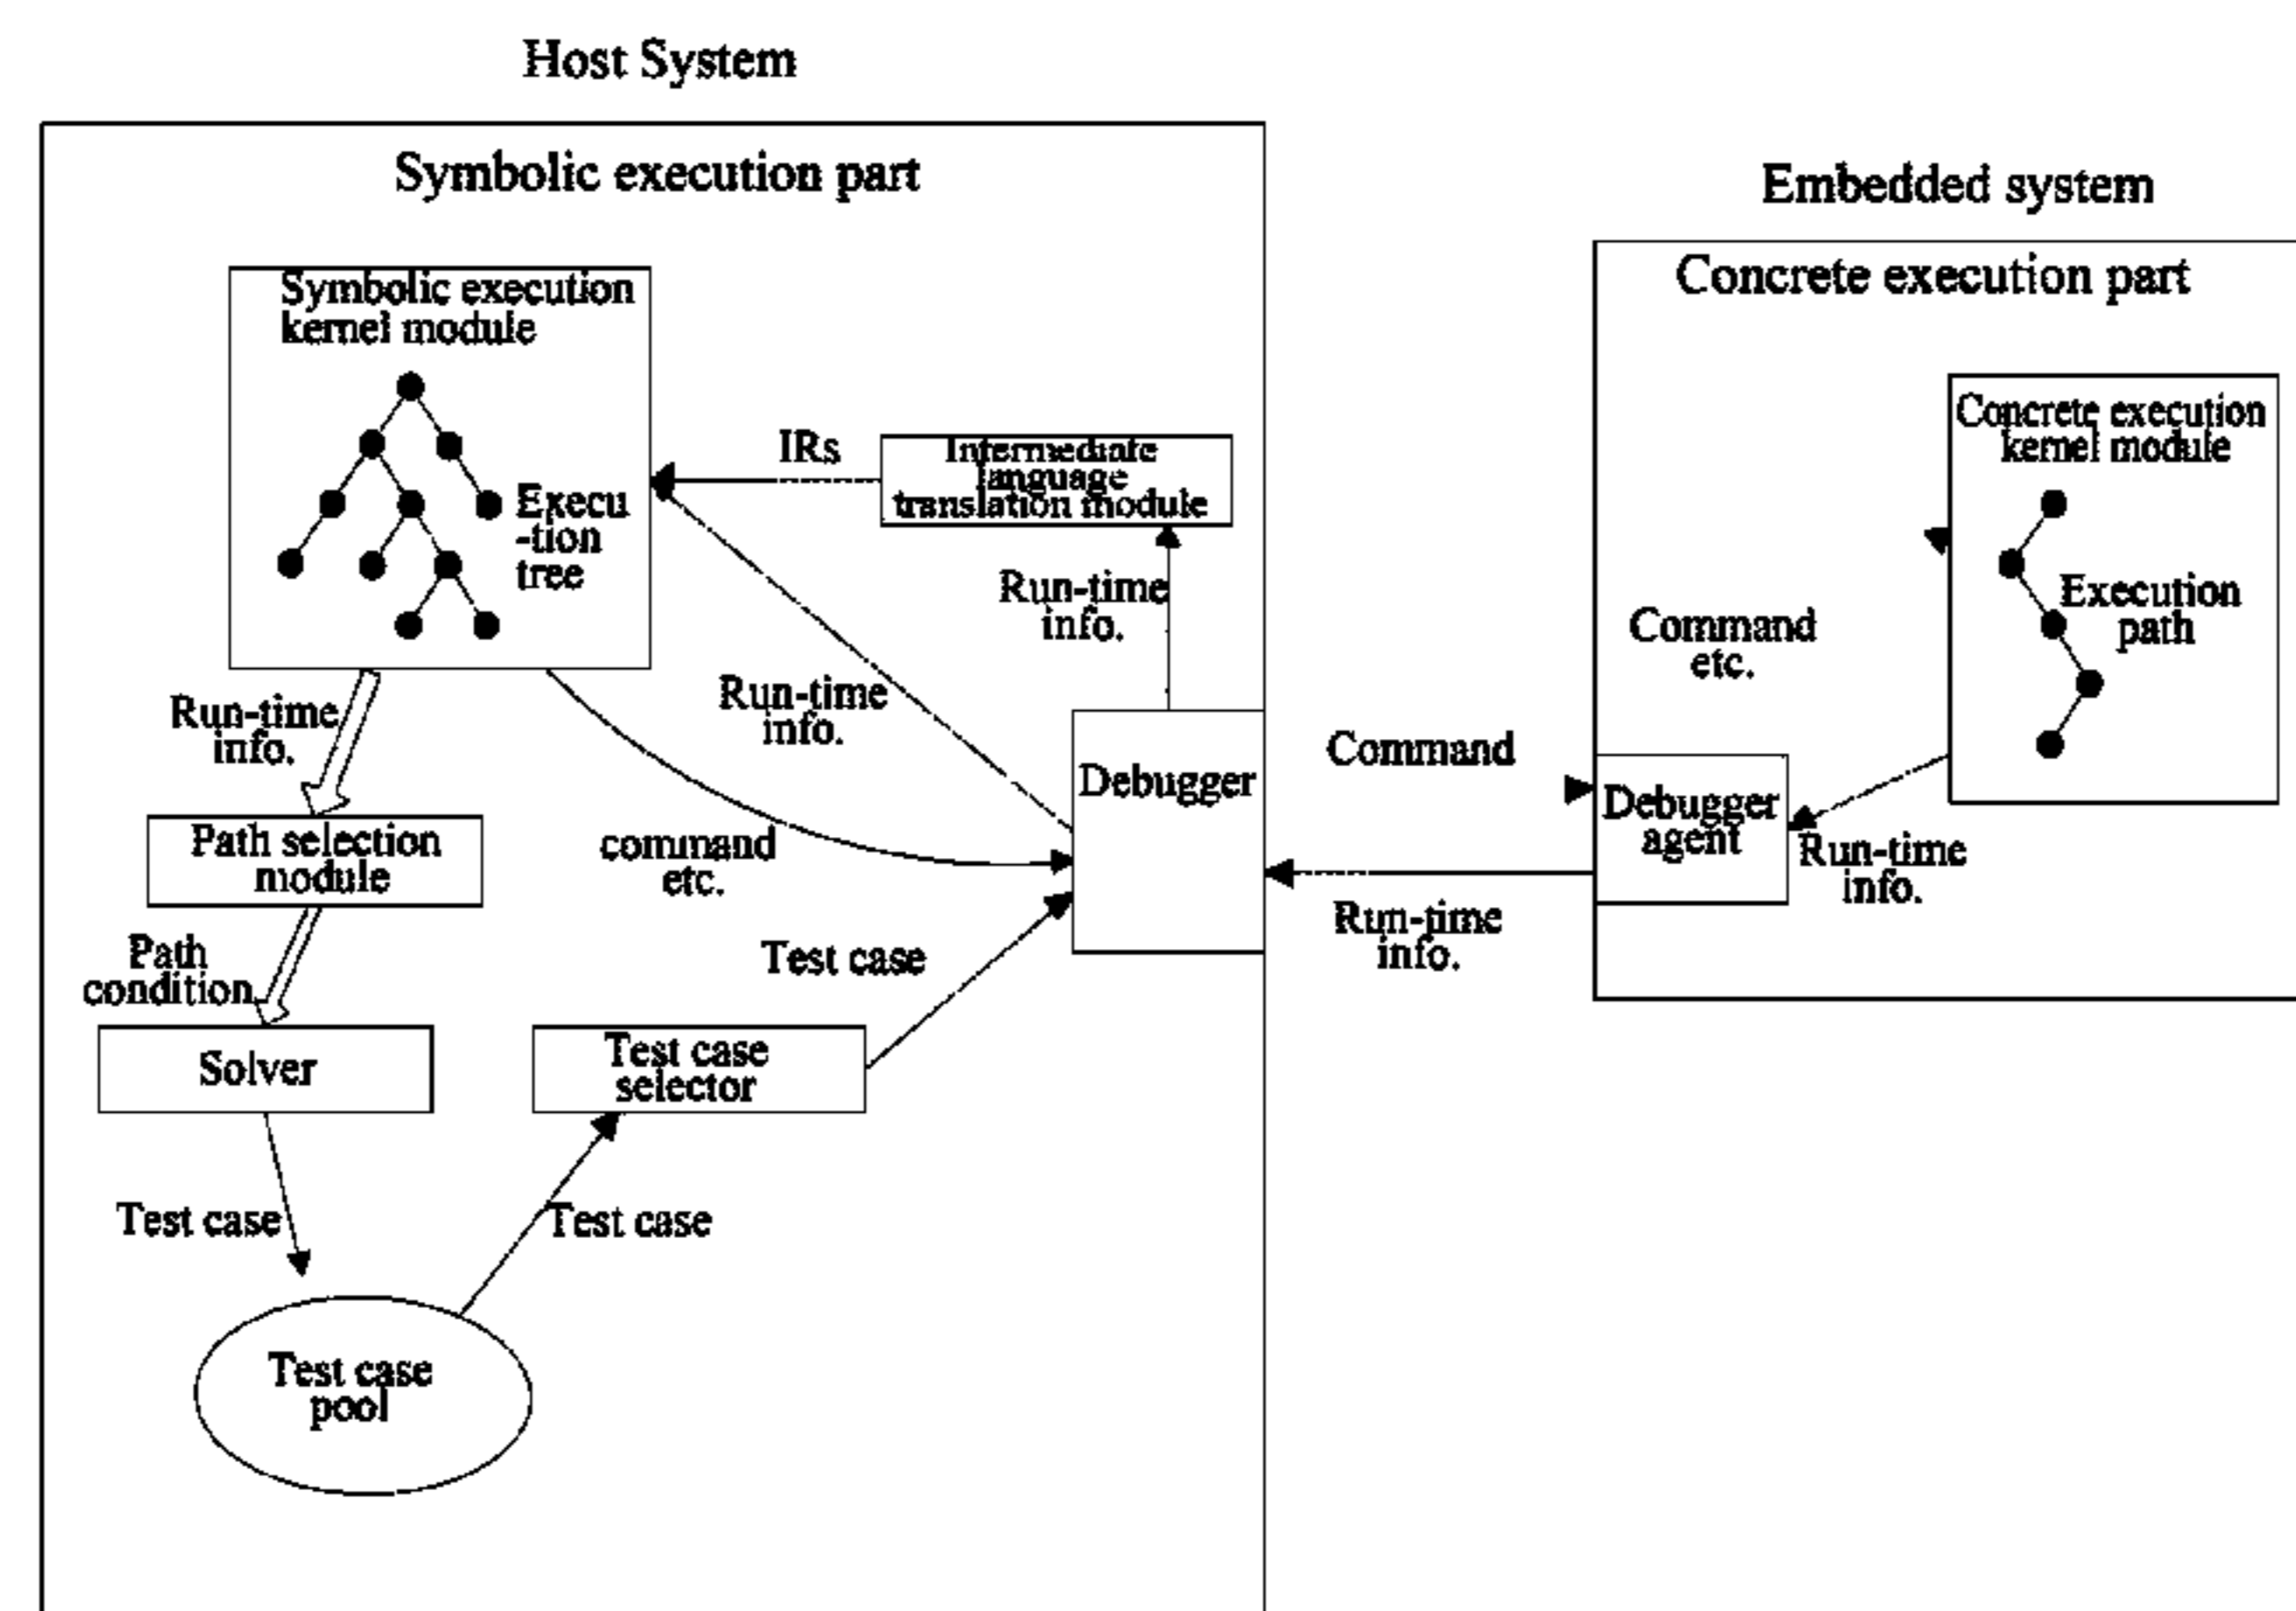 Host System
Symbolic execution part
Symbolic execution
kernel module
Execu
-tion
tree
IRs
Intermediate
language
translation module
Run-time
info.
Run-time
info.
Run-time
info.
Debugger
Path selection
module
command
etc.
Path
condition
Test case
Solver
Test case
selector
Test case
Test case
Test case
pool
Command
Run-time
info.
Embedded system
Concrete execution part
Concrete execution
kernel module
Execution
path
Command
etc.
Debugger
agent
Run-time
info.